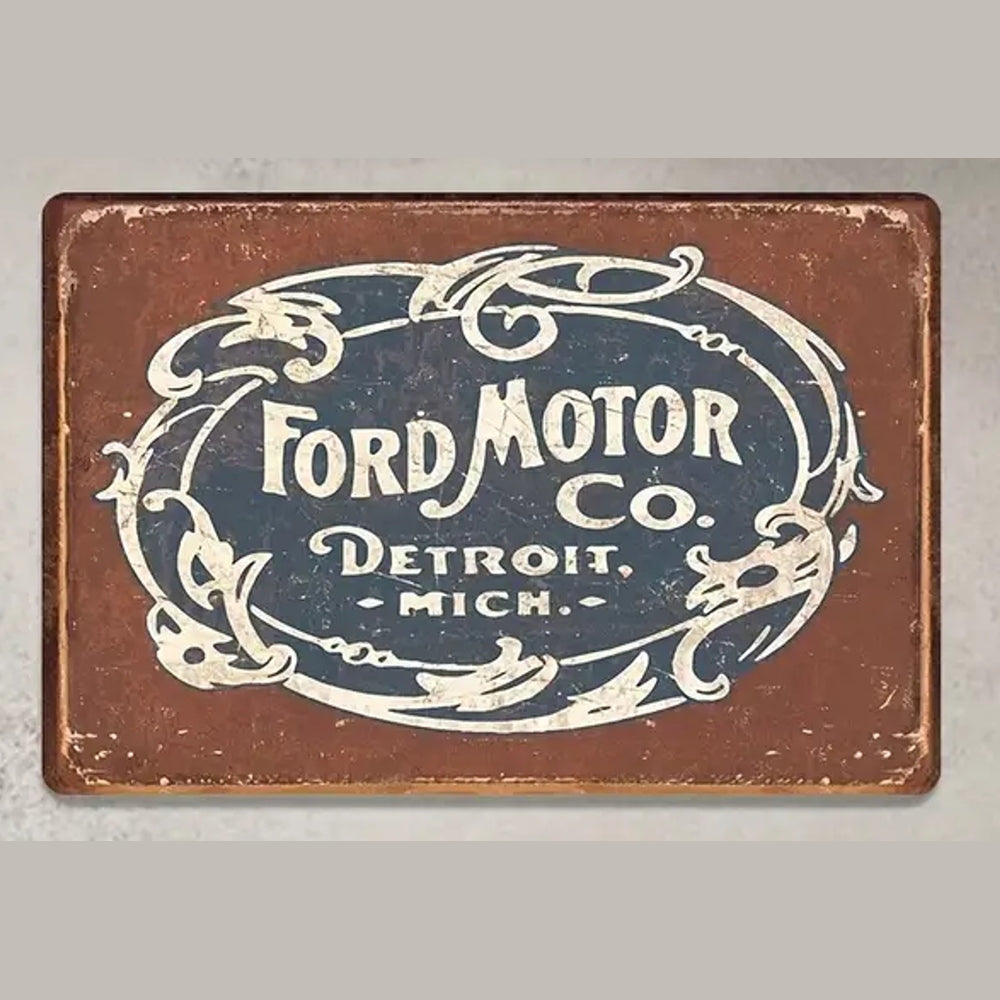 FORD MOTOR
CO.
DETROIT,
-MICH.-